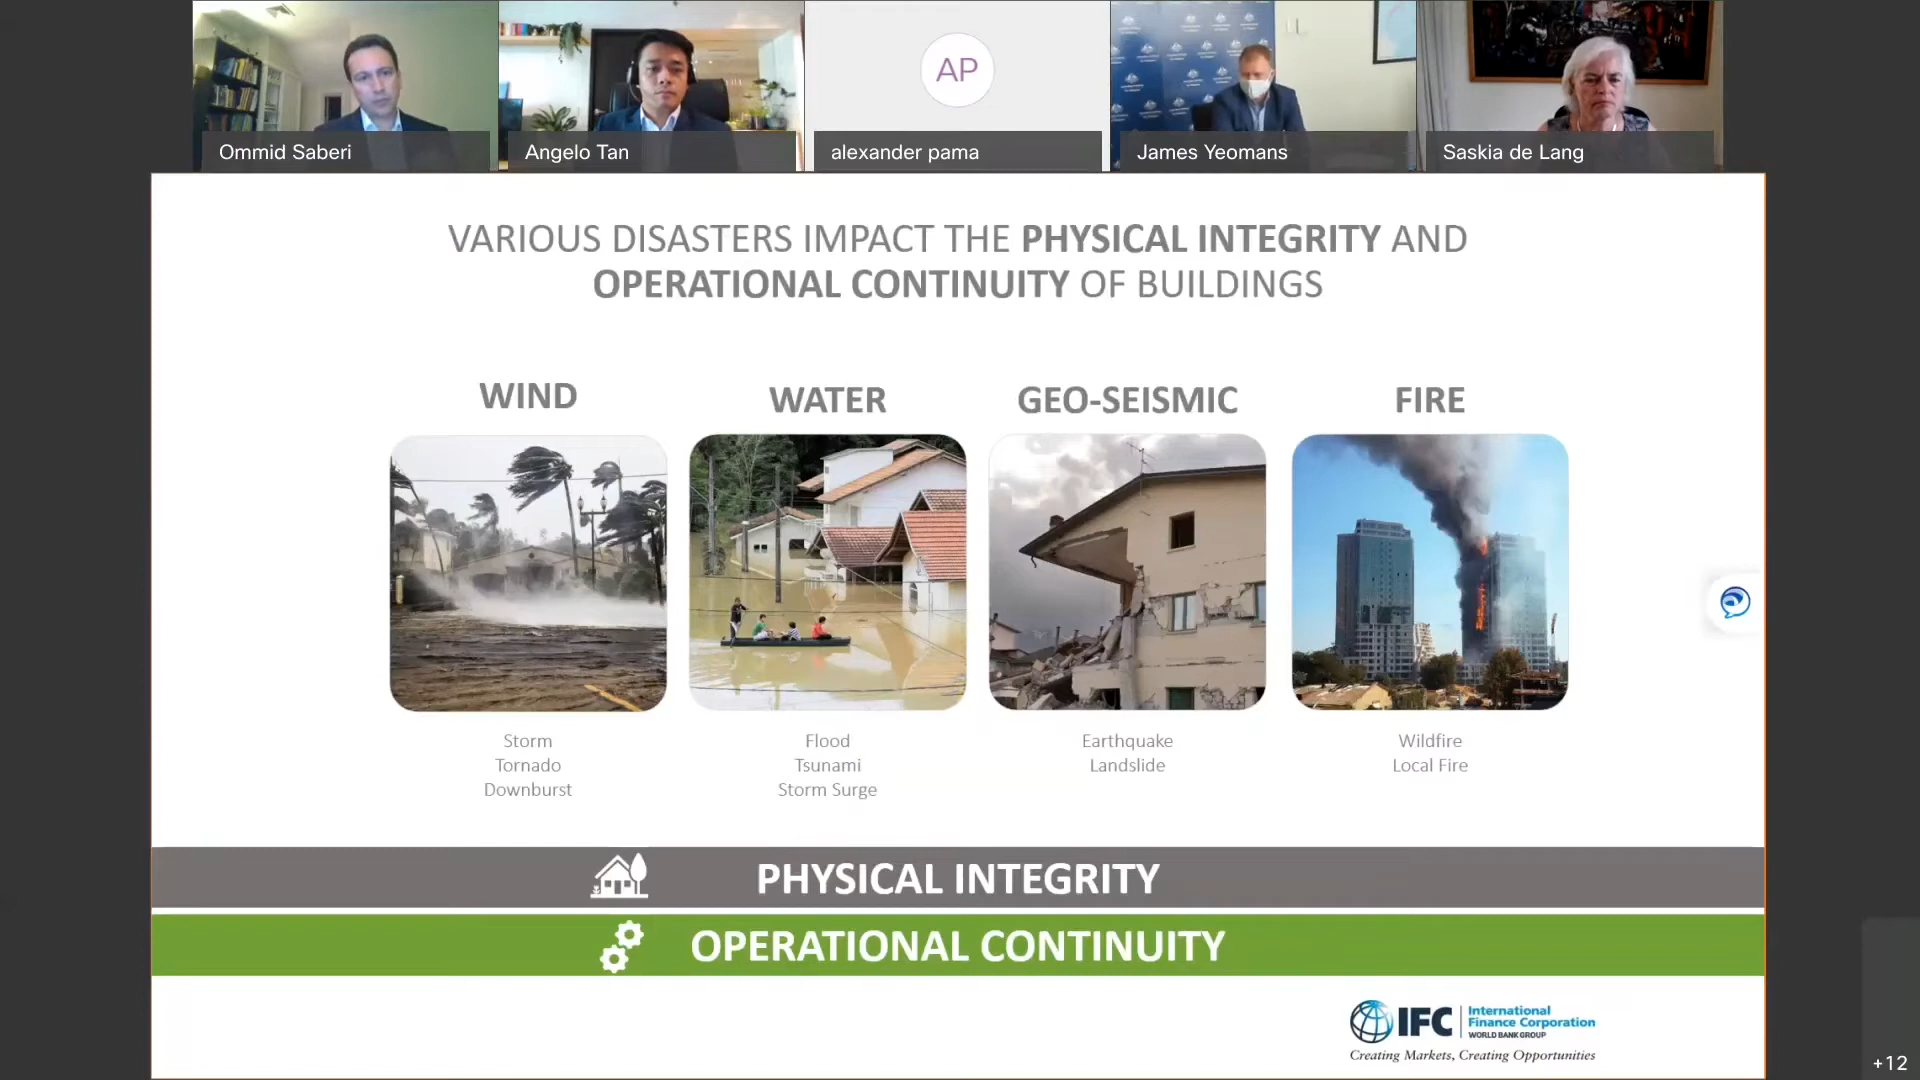 AP
Ommid Saberi
Angelo Tan
alexander pama
James Yeomans
Saskia de Lang
VARIOUS DISASTERS IMPACT THE PHYSICAL INTEGRITY AND
OPERATIONAL CONTINUITY OF BUILDINGS
WIND
WATER
GEO-SEISMIC
FIRE
Storm
Tornado
Downburst
Flood
Tsunami
Storm Surge
Earthquake
Landslide
Wildfire
Local Fire
PHYSICAL INTEGRITY
OPERATIONAL CONTINUITY
IFC
International
Finance Corporation
WORLD BANK GROUP
Creating Markets, Creating Opportunities
+12